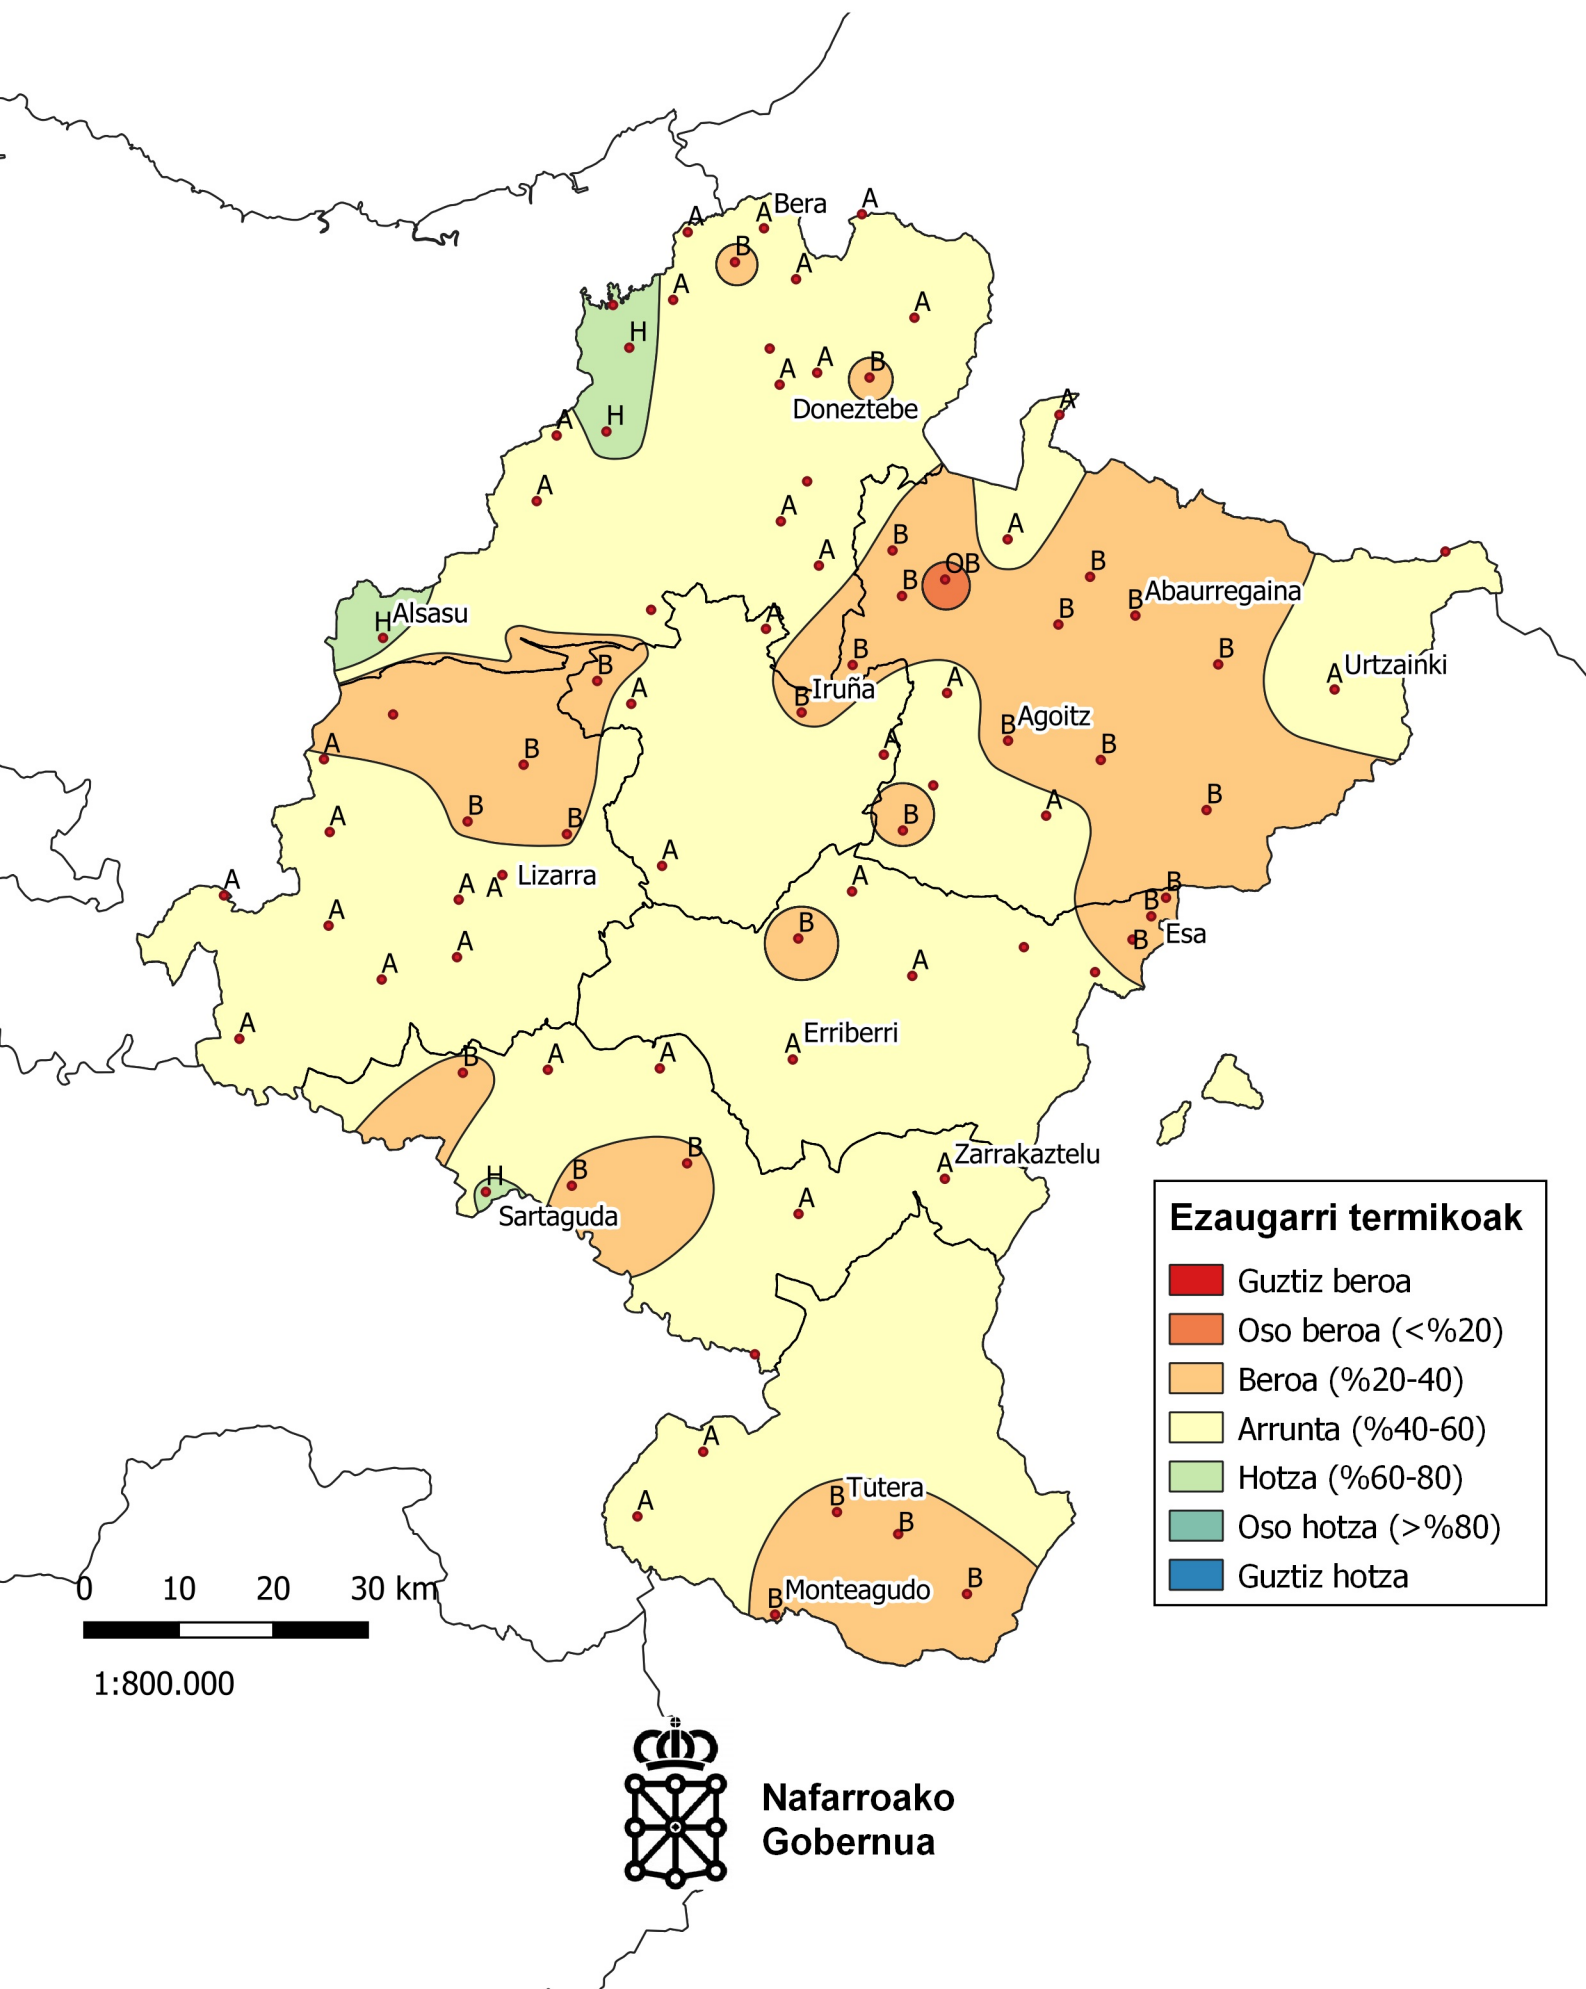 A
A Bera A
B
A
A
A
H
A
A A B
Doneztebe
A
H
A
A
A
A
B
A
OB
B
B
B Abaurregaina
B
H Alsasu
A
B
B
B
A Urtzainki
A
A
B Iruña
B Agoitz
A
A
B
B
B
A
B
B
A
B
A
A
A
A A Lizarra
B
A
B
B
B Esa
A
A
A
A
A Erriberri
B
A
A
B
B
A Zarrakaztelu
H
Sartaguda
A
Ezaugarri termikoak
Guztiz beroa
Oso beroa (<%20)
Beroa (%20-40)
Arrunta (%40-60)
Hotza (%60-80)
Oso hotza (>%80)
Guztiz hotza
A
A
B Tutera
B
B
B Monteagudo
0 10 20 30 km
1:800.000
Nafarroako
Gobernua